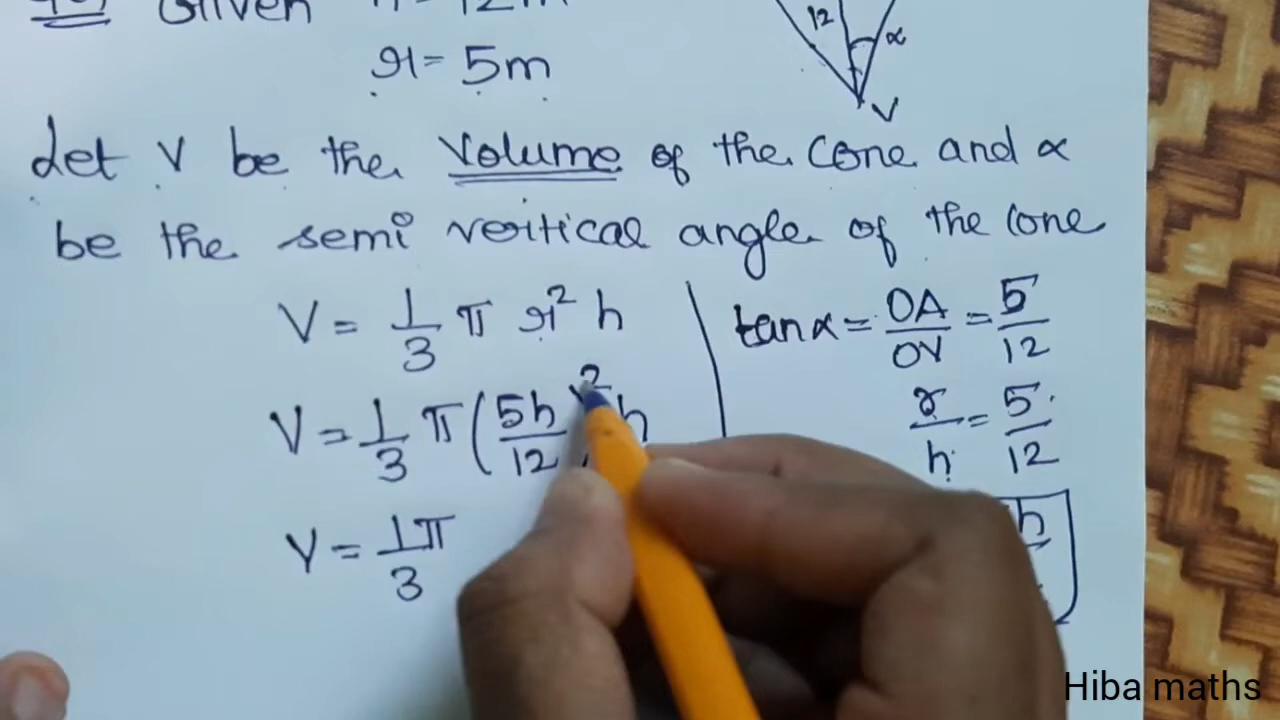 Given h = 12m
r = 5m
12 α
V
Let V be the Volume of the Cone and α
be the semi vertical angle of the Cone
V = 1/3 π r² h
tan α = OA/OV = 5/12
V = 1/3 π (5h/12)² h
r/h = 5/12
V = 1π/3
h
Hiba maths